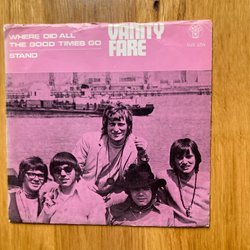 WHERE DID ALL
THE GOOD TIMES GO
STAND
VANITY
FARE